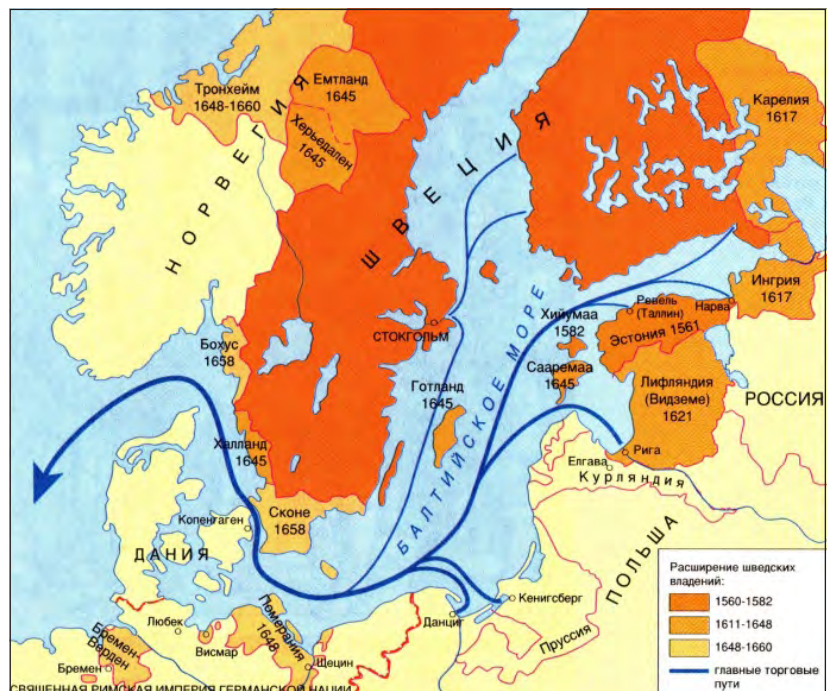 Тронхейм
1648-1660
Емтланд
1645
Херьедален
1645
Карелия
1617
НОРВЕГИЯ
ШВЕЦИЯ
Ингрия
1617
Ревель
(Таллин)
Нарва
Хийумаа
1582
Эстония 1561
СТОКГОЛЬМ
Бохус
1658
Сааремаа
1645
Готланд
1645
Лифляндия
(Видземе)
1621
РОССИЯ
БАЛТИЙСКОЕ МОРЕ
Халланд
1645
Рига
Елгава
Курляндия
Сконе
1658
Копенгаген
ДАНИЯ
ПОЛЬША
Кенигсберг
Данциг
Пруссия
Любек
Висмар
Померания
1648
Бремен-
Верден
Бремен
Щецин
СВЯЩЕННАЯ РИМСКАЯ ИМПЕРИЯ ГЕРМАНСКОЙ НАЦИИ
Расширение шведских
владений:
1560-1582
1611-1648
1648-1660
главные торговые
пути